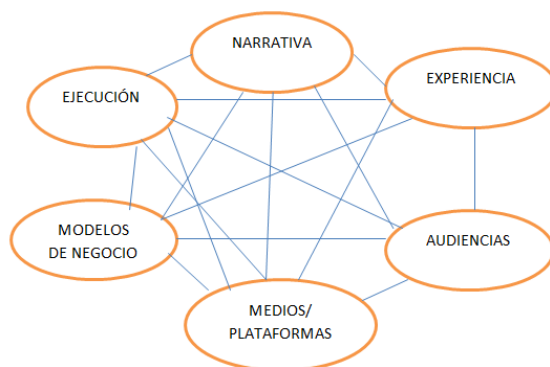 NARRATIVA
EXPERIENCIA
EJECUCIÓN
MODELOS
DE NEGOCIO
AUDIENCIAS
MEDIOS/
PLATAFORMAS